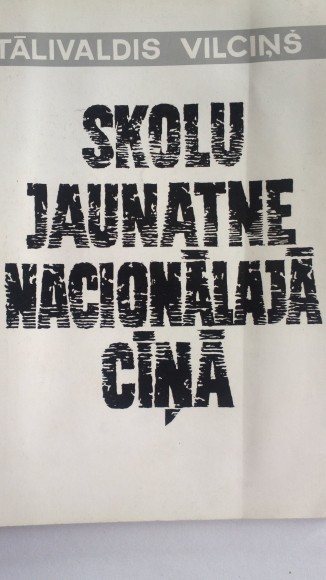 TĀLIVALDIS VILCIŅŠ
SKOLU
JAUNATNE
NACIONĀLAJĀ
CĪŅĀ